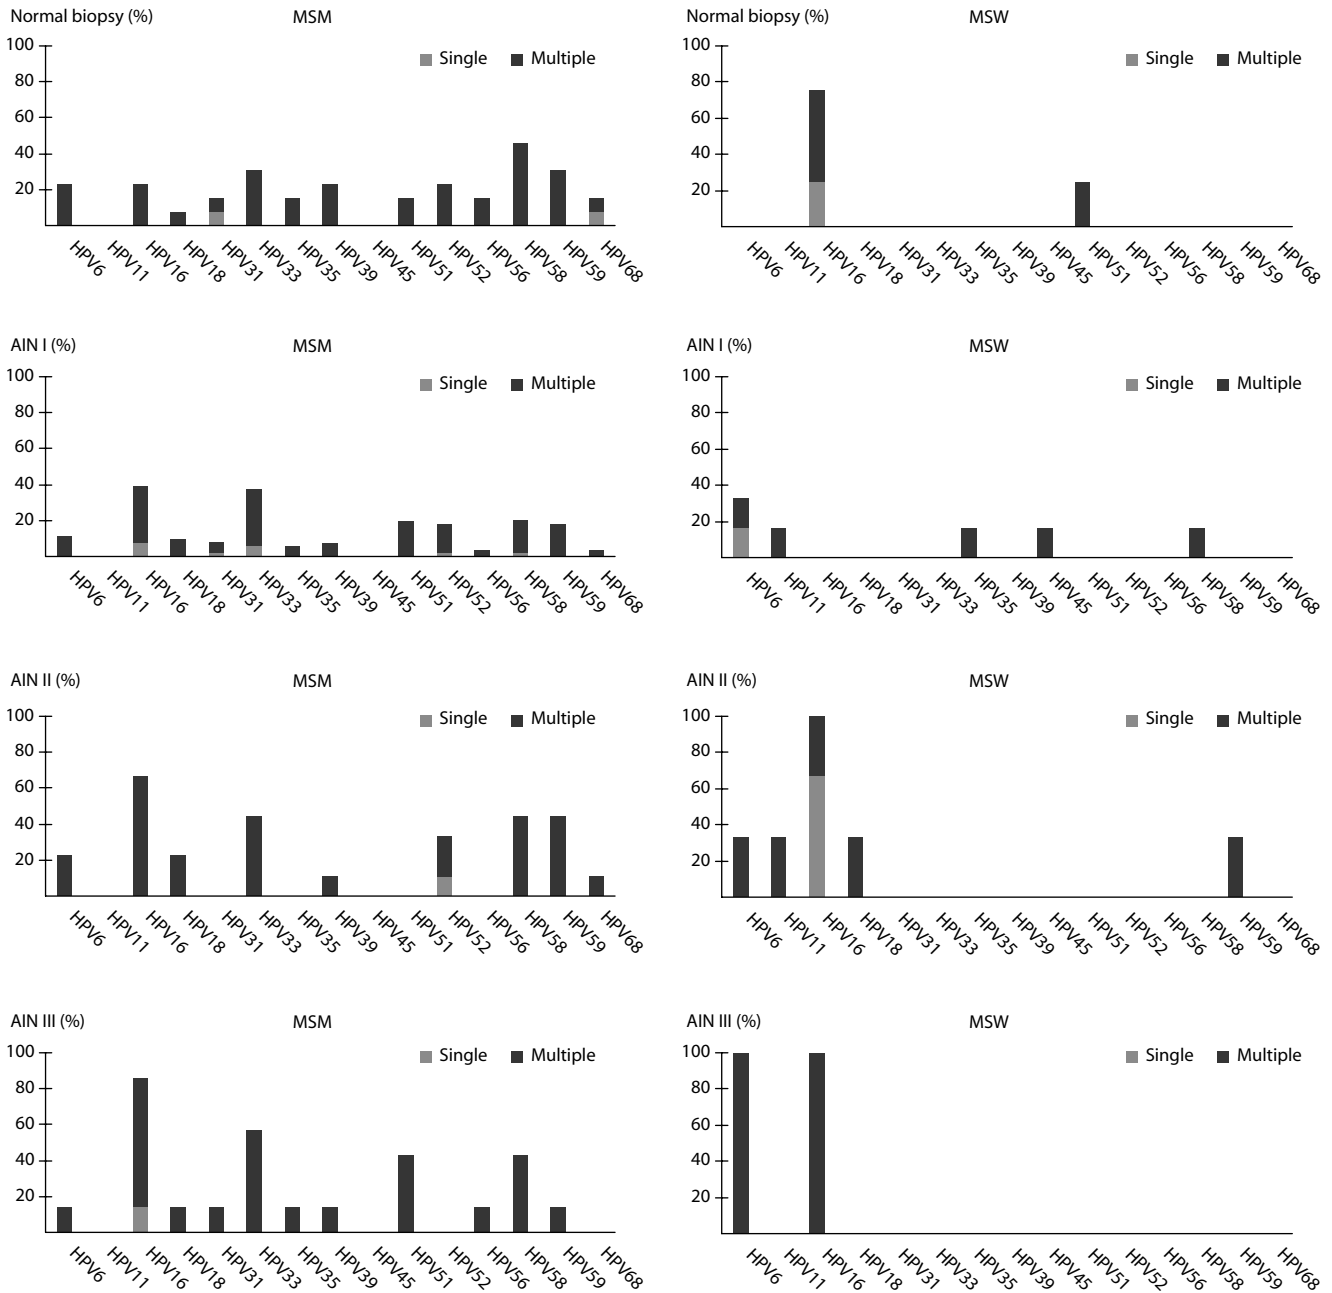 Normal biopsy (%) MSM
Single Multiple
100
80
60
40
20
HPV6 HPV11 HPV16 HPV18 HPV31 HPV33 HPV35 HPV39 HPV45 HPV51 HPV52 HPV56 HPV58 HPV59 HPV68
Normal biopsy (%) MSW
Single Multiple
100
80
60
40
20
HPV6 HPV11 HPV16 HPV18 HPV31 HPV33 HPV35 HPV39 HPV45 HPV51 HPV52 HPV56 HPV58 HPV59 HPV68
AIN I (%) MSM
Single Multiple
100
80
60
40
20
HPV6 HPV11 HPV16 HPV18 HPV31 HPV33 HPV35 HPV39 HPV45 HPV51 HPV52 HPV56 HPV58 HPV59 HPV68
AIN I (%) MSW
Single Multiple
100
80
60
40
20
HPV6 HPV11 HPV16 HPV18 HPV31 HPV33 HPV35 HPV39 HPV45 HPV51 HPV52 HPV56 HPV58 HPV59 HPV68
AIN II (%) MSM
Single Multiple
100
80
60
40
20
HPV6 HPV11 HPV16 HPV18 HPV31 HPV33 HPV35 HPV39 HPV45 HPV51 HPV52 HPV56 HPV58 HPV59 HPV68
AIN II (%) MSW
Single Multiple
100
80
60
40
20
HPV6 HPV11 HPV16 HPV18 HPV31 HPV33 HPV35 HPV39 HPV45 HPV51 HPV52 HPV56 HPV58 HPV59 HPV68
AIN III (%) MSM
Single Multiple
100
80
60
40
20
HPV6 HPV11 HPV16 HPV18 HPV31 HPV33 HPV35 HPV39 HPV45 HPV51 HPV52 HPV56 HPV58 HPV59 HPV68
AIN III (%) MSW
Single Multiple
100
80
60
40
20
HPV6 HPV11 HPV16 HPV18 HPV31 HPV33 HPV35 HPV39 HPV45 HPV51 HPV52 HPV56 HPV58 HPV59 HPV68